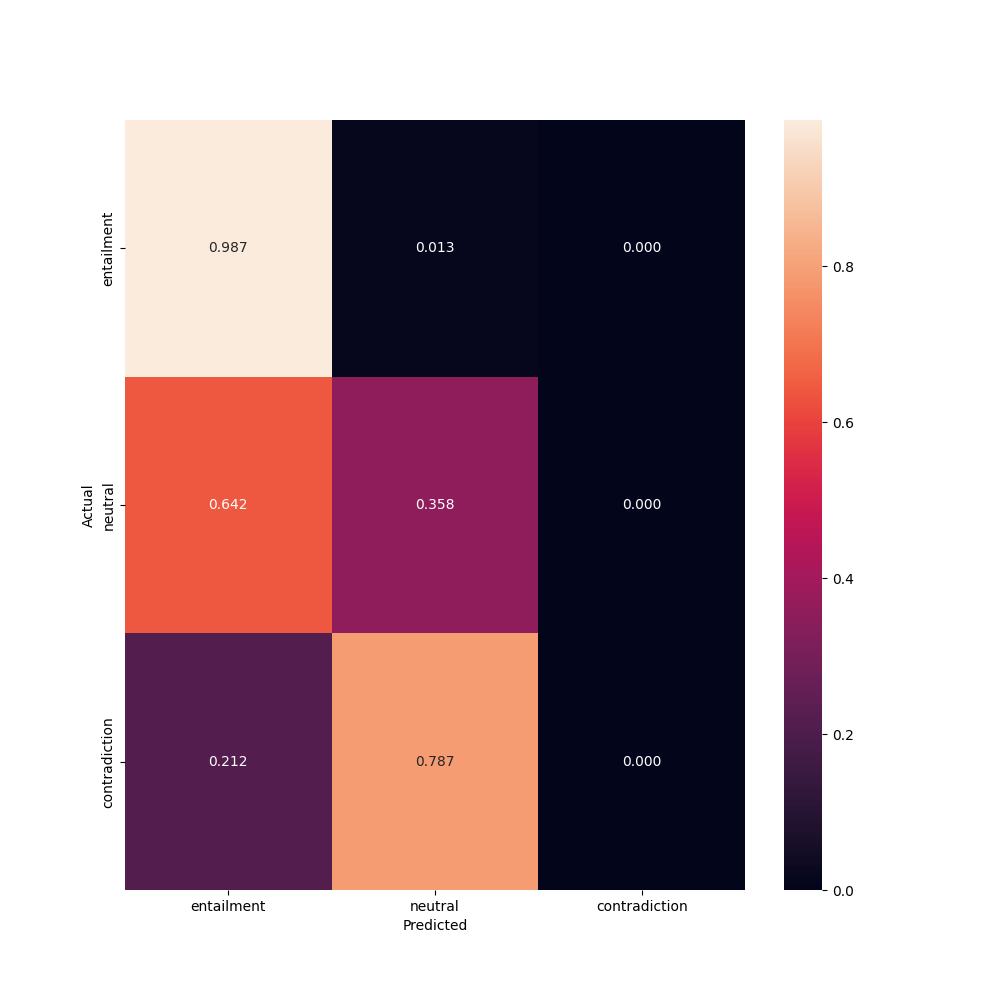 entailment
0.987 0.013 0.000
0.8
0.6
Actual
neutral
0.642 0.358 0.000
0.4
contradiction
0.212 0.787 0.000
0.2
0.0
entailment neutral contradiction
Predicted